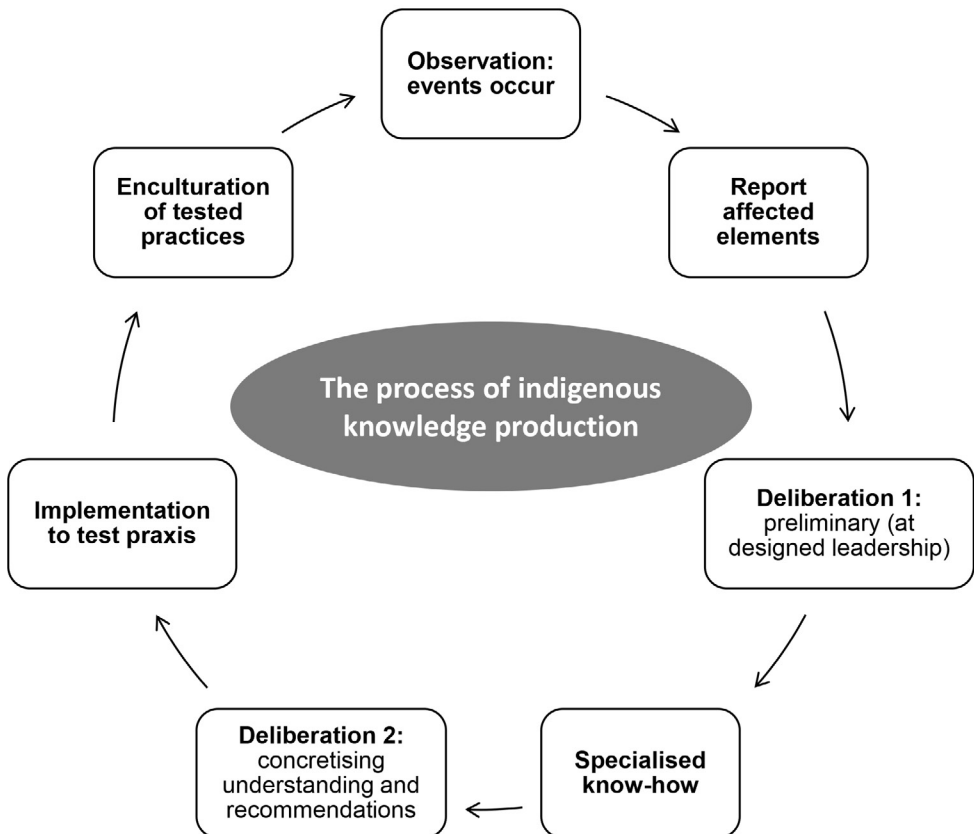 Observation:
events occur
Report
affected
elements
Deliberation 1:
preliminary (at
designed leadership)
Specialised
know-how
Deliberation 2:
concretising
understanding and
recommendations
Implementation
to test praxis
Enculturation
of tested
practices
The process of indigenous
knowledge production